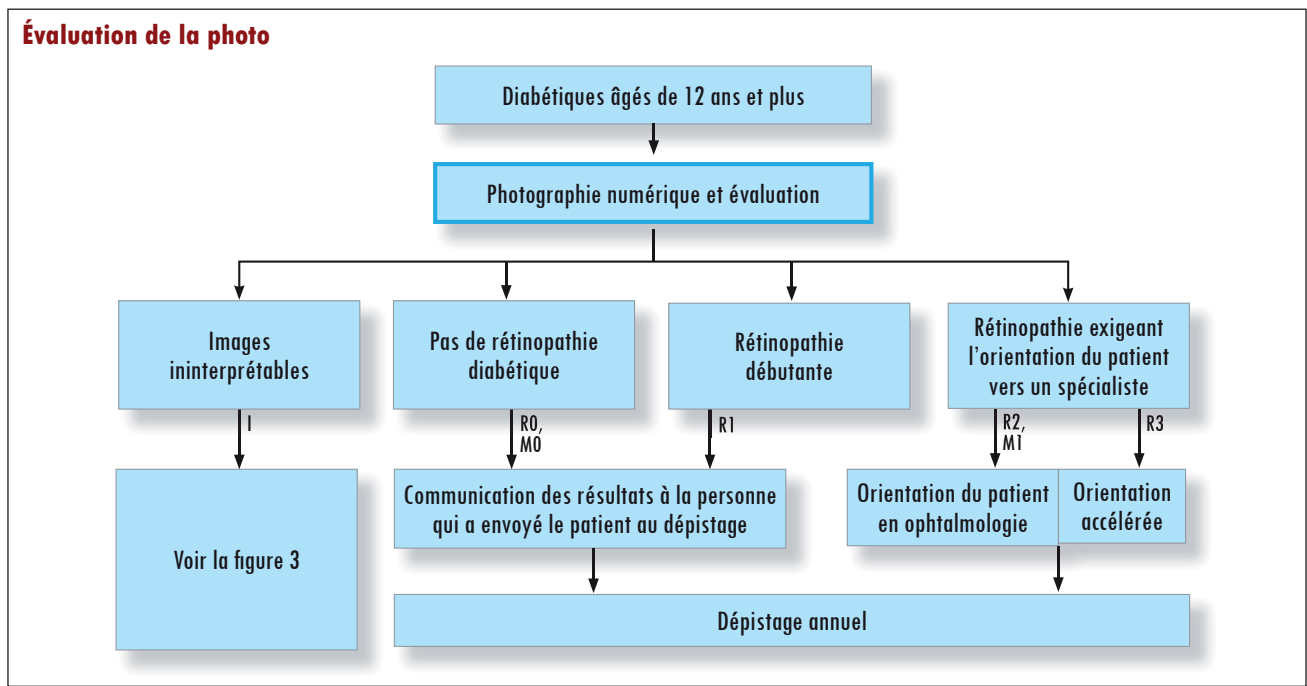 Évaluation de la photo
Diabétiques âgés de 12 ans et plus
Photographie numérique et évaluation
Images
ininterprétables
Pas de rétinopathie
diabétique
Rétinopathie
débutante
Rétinopathie exigeant
l'orientation du patient
vers un spécialiste
I
R0,
M0
R1
R2,
M1
R3
Voir la figure 3
Communication des résultats à la personne
qui a envoyé le patient au dépistage
Orientation du patient
en ophtalmologie
Orientation
accélérée
Dépistage annuel